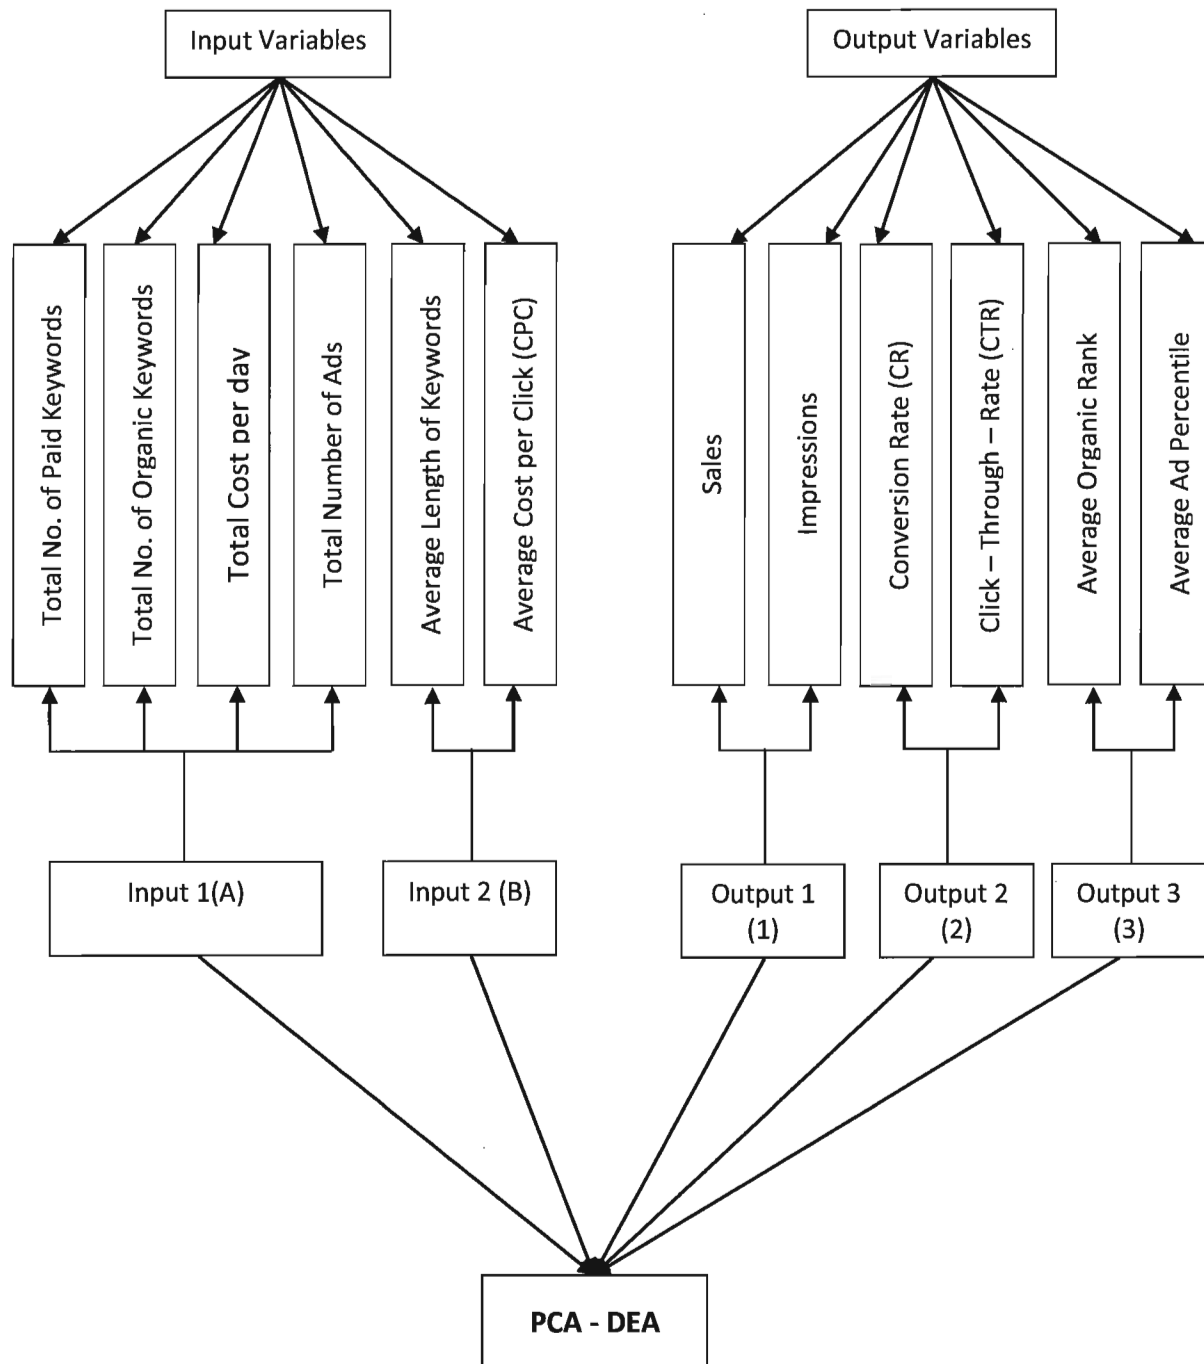 Input Variables
Output Variables
Total No. of Paid Keywords
Total No. of Organic Keywords
Total Cost per dav
Total Number of Ads
Average Length of Keywords
Average Cost per Click (CPC)
Sales
Impressions
Conversion Rate (CR)
Click – Through – Rate (CTR)
Average Organic Rank
Average Ad Percentile
Input 1(A)
Input 2 (B)
Output 1
(1)
Output 2
(2)
Output 3
(3)
PCA - DEA